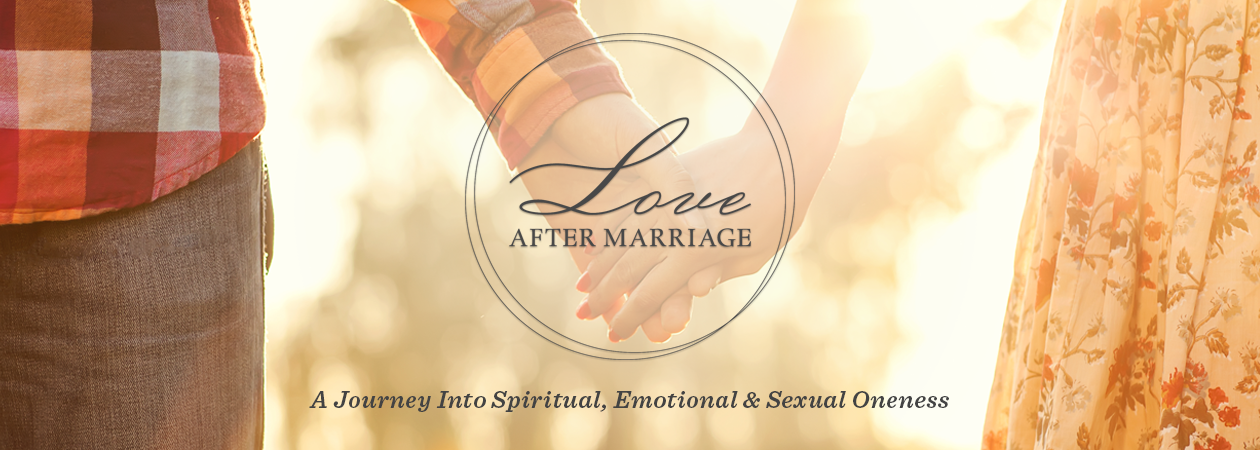 Love
AFTER MARRIAGE
A Journey Into Spiritual, Emotional & Sexual Oneness